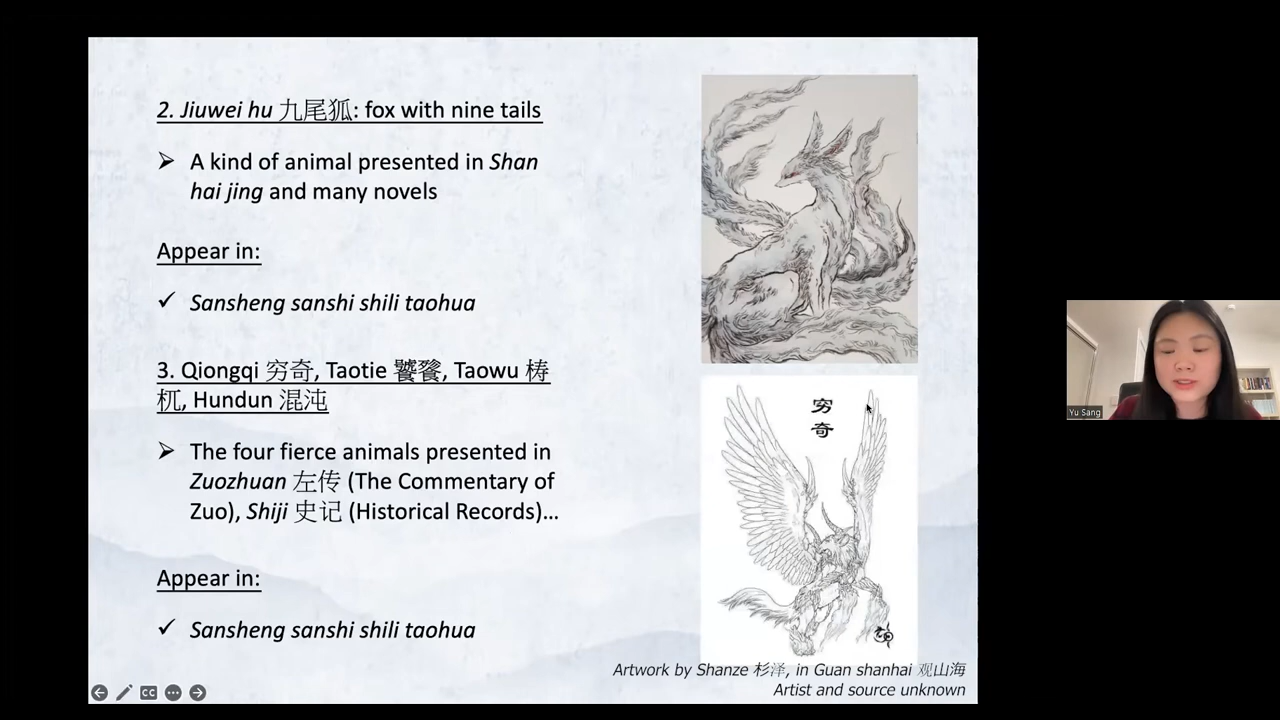 2. Jiuwei hu 九尾狐: fox with nine tails
A kind of animal presented in Shan
hai jing and many novels
Appear in:
Sansheng sanshi shili taohua
3. Qiongqi 穷奇, Taotie 饕餮, Taowu 梼
杌, Hundun 混沌
The four fierce animals presented in
Zuozhuan 左传 (The Commentary of
Zuo), Shiji 史记 (Historical Records)…
Appear in:
Sansheng sanshi shili taohua
穷
奇
Artwork by Shanze 杉泽, in Guan shanhai 观山海
Artist and source unknown
CC
Yu Sang